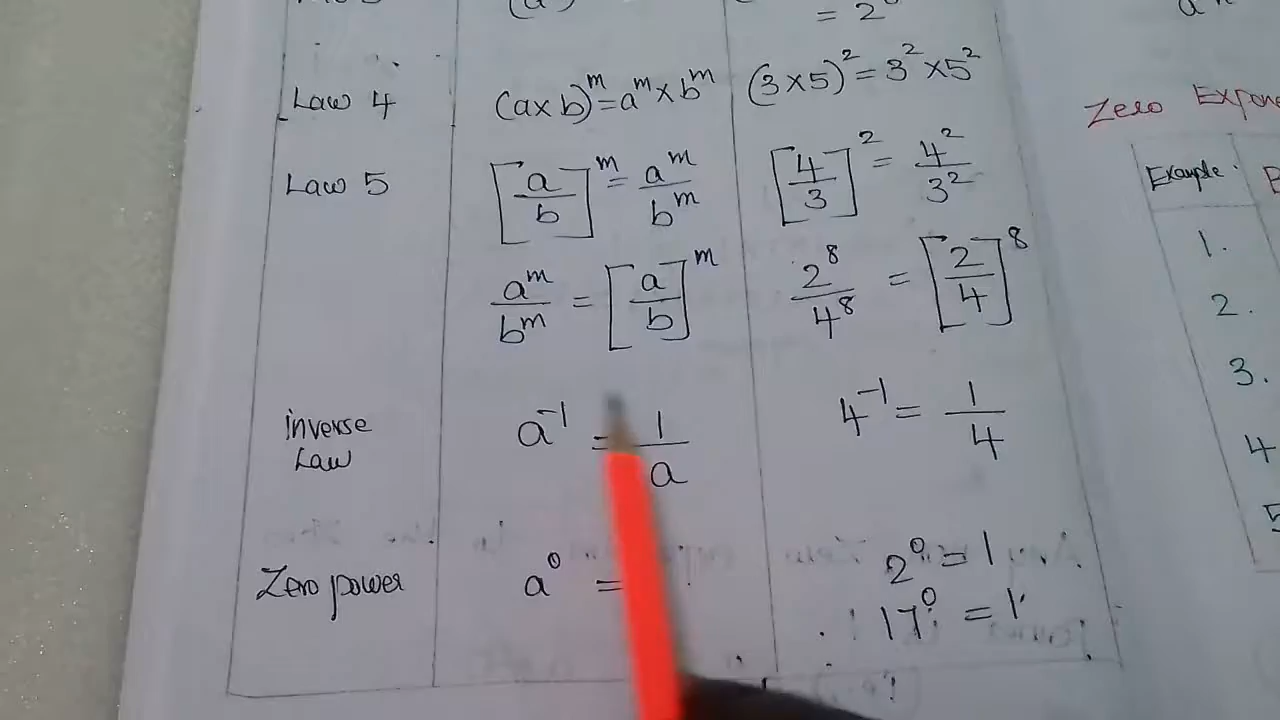 = 2
Law 4 (a×b)^m = a^m × b^m (3×5)^2 = 3^2 × 5^2
Law 5 [a/b]^m = a^m/b^m [4/3]^2 = 4^2/3^2
a^m/b^m = [a/b]^m 2^8/4^8 = [2/4]^8
inverse Law a^-1 = 1/a 4^-1 = 1/4
Zero power a^0 = 2^0 = 1
17^0 = 1
Zero
Example:
1.
2.
3.
4
5